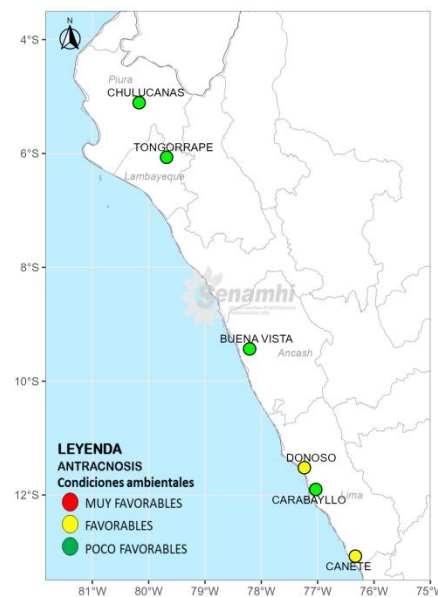 N
4°S
Piura
CHULUCANAS
6°S
TONGORRAPE
Lambayeque
8°S
Senamhi
BUENA VISTA
Ancash
10°S
LEYENDA
ANTRACNOSIS
Condiciones ambientales
MUY FAVORABLES
FAVORABLES
POCO FAVORABLES
DONOSO
12°S
CARABAYLLO
Lima
CAÑETE
81°W 80°W 79°W 78°W 77°W 76°W 75°W